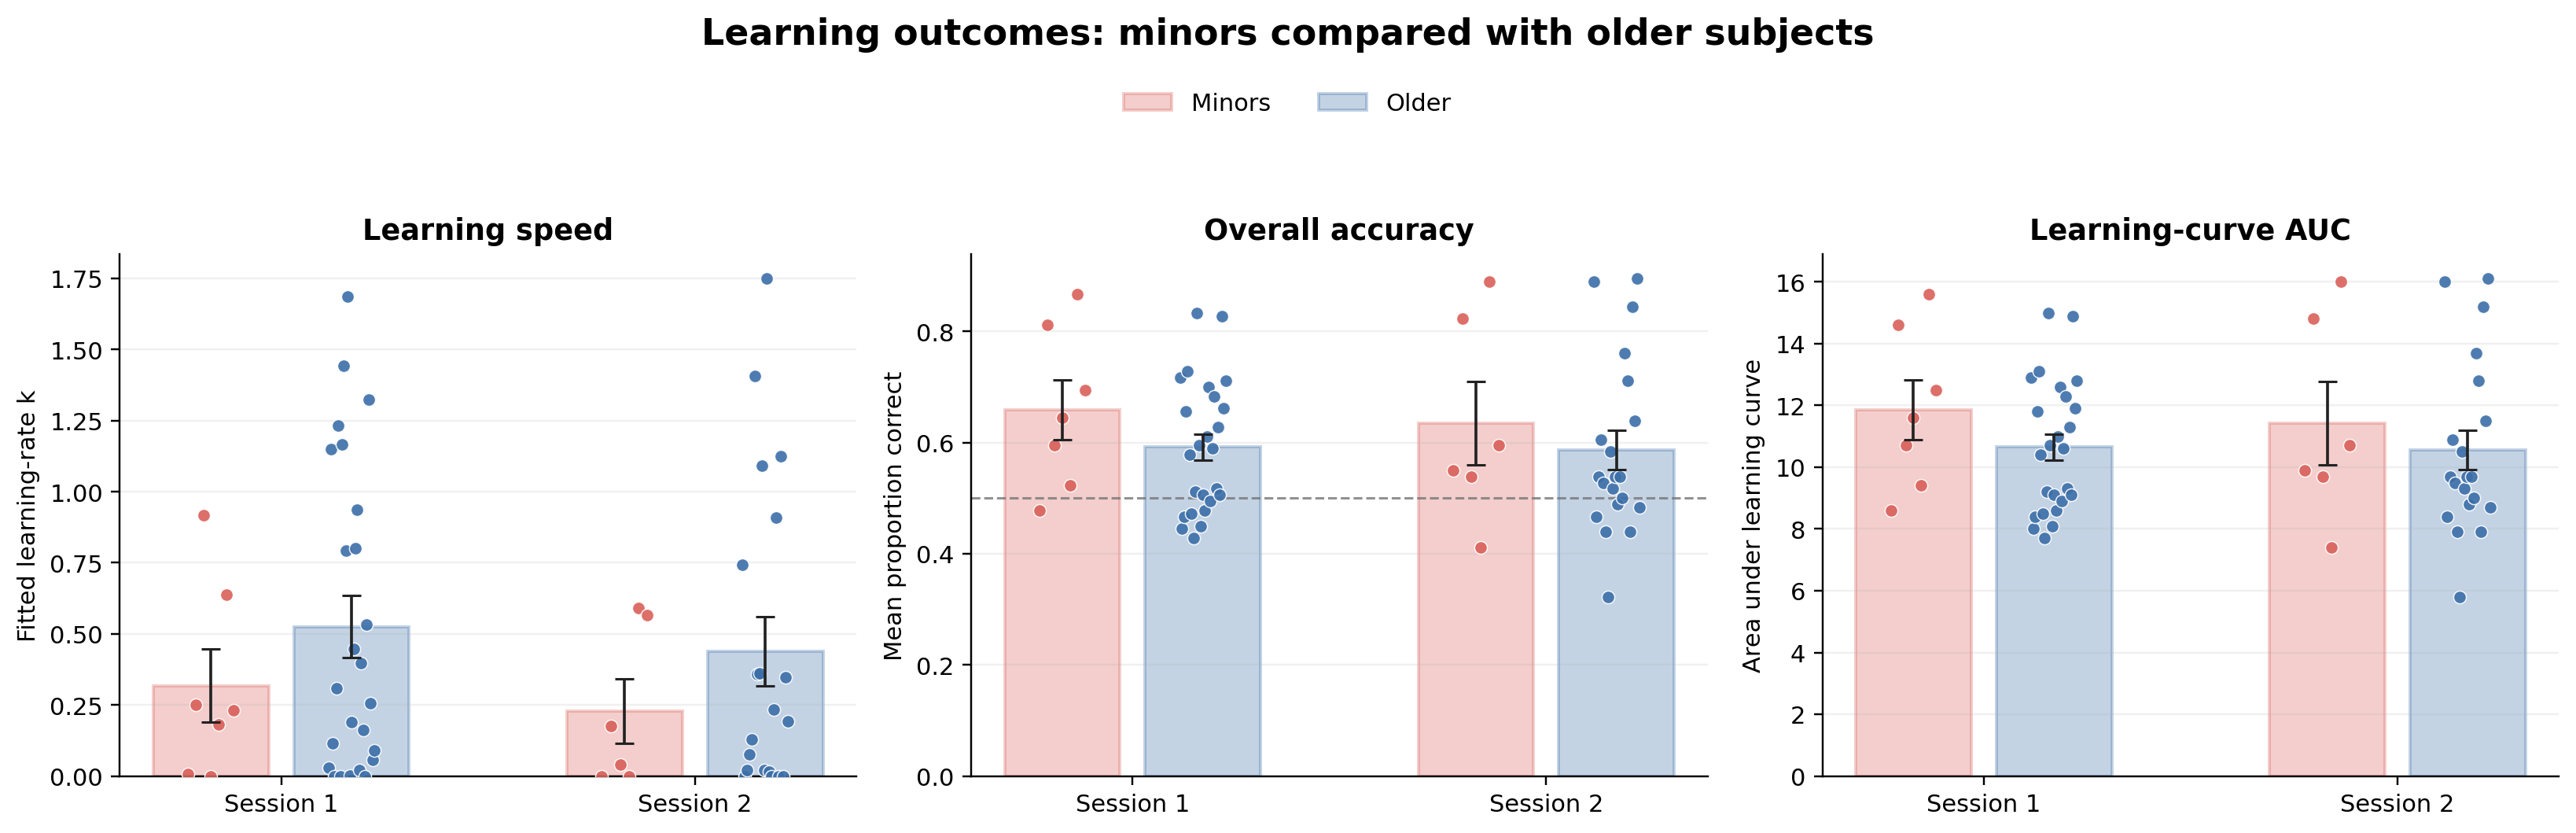 Learning outcomes: minors compared with older subjects
Minors
Older
Learning speed
Fitted learning-rate k
1.75
1.50
1.25
1.00
0.75
0.50
0.25
0.00
Session 1
Session 2
Overall accuracy
Mean proportion correct
0.8
0.6
0.4
0.2
0.0
Session 1
Session 2
Learning-curve AUC
Area under learning curve
16
14
12
10
8
6
4
2
0
Session 1
Session 2